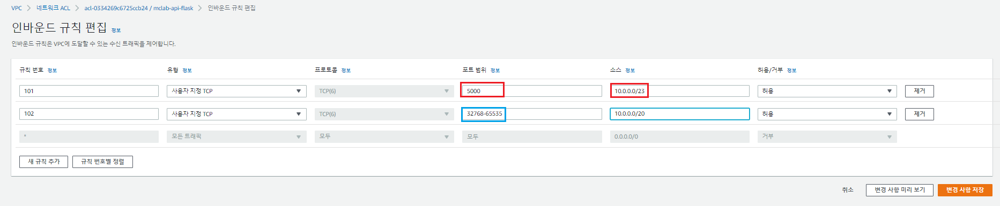 VPC > 네트워크 ACL > acl-0334269c6725ccb24 / mclab-api-flask > 인바운드 규칙 편집
인바운드 규칙 편집 정보
인바운드 규칙은 VPC에 도달할 수 있는 수신 트래픽을 제어합니다.
규칙 번호 정보 유형 정보 프로토콜 정보 포트 범위 정보 소스 정보 허용/거부 정보
101 사용자 지정 TCP TCP(6) 5000 10.0.0.0/23 허용 제거
102 사용자 지정 TCP TCP(6) 32768-65535 10.0.0.0/20 허용 제거
* 모든 트래픽 모두 모두 0.0.0.0/0 거부
새 규칙 추가 규칙 번호별 정렬
취소 변경 사항 미리 보기 변경 사항 저장